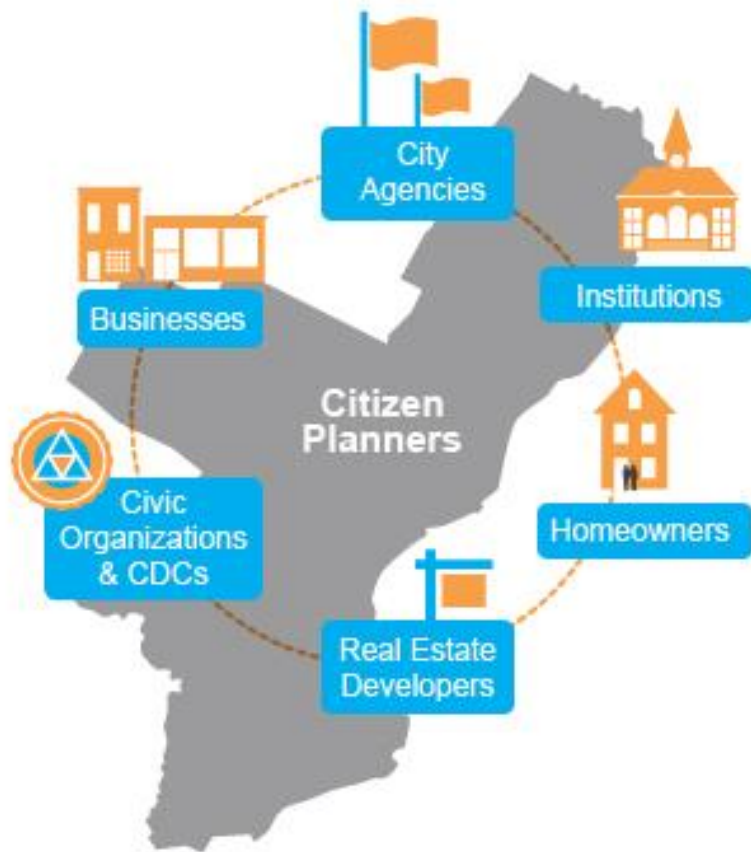 City
Agencies
Institutions
Businesses
Citizen
Planners
Civic
Organizations
& CDCs
Homeowners
Real Estate
Developers